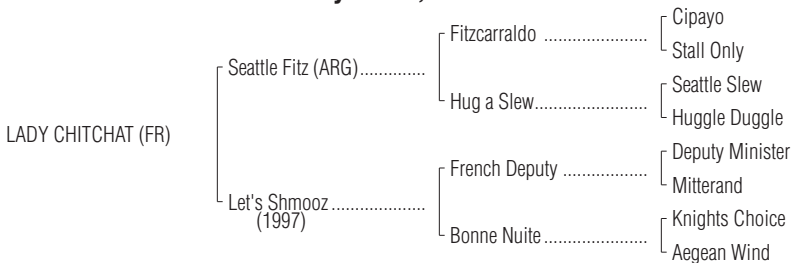 Cipayo
Fitzcarraldo ........................
Stall Only
Seattle Fitz (ARG)...............
Seattle Slew
Hug a Slew..........................
Huggle Duggle
LADY CHITCHAT (FR)
Deputy Minister
French Deputy ....................
Mitterand
Let's Shmooz ......................
(1997)
Knights Choice
Bonne Nuite........................
Aegean Wind